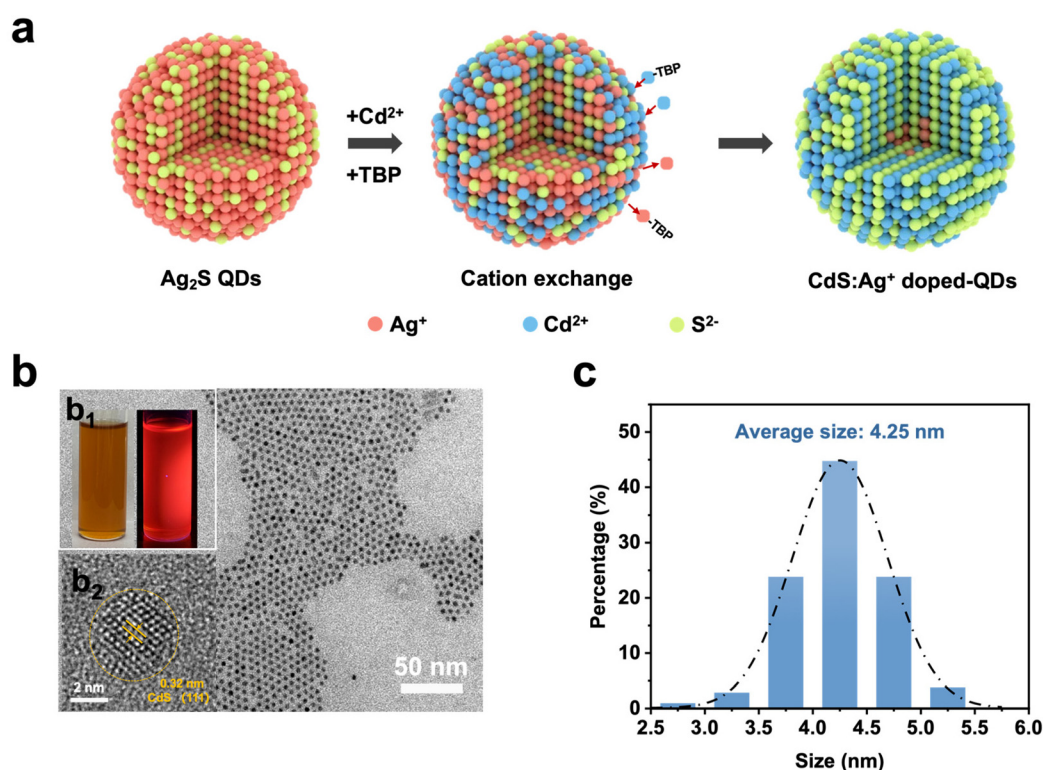 a
+Cd²⁺
+TBP
-TBP
-TBP
Ag₂S QDs
Cation exchange
CdS:Ag⁺ doped-QDs
Ag⁺
Cd²⁺
S²⁻
b
b₁
b₂
2 nm
0.32 nm
CdS (111)
50 nm
c
Average size: 4.25 nm
Percentage (%)
50
40
30
20
10
0
2.5 3.0 3.5 4.0 4.5 5.0 5.5 6.0
Size (nm)